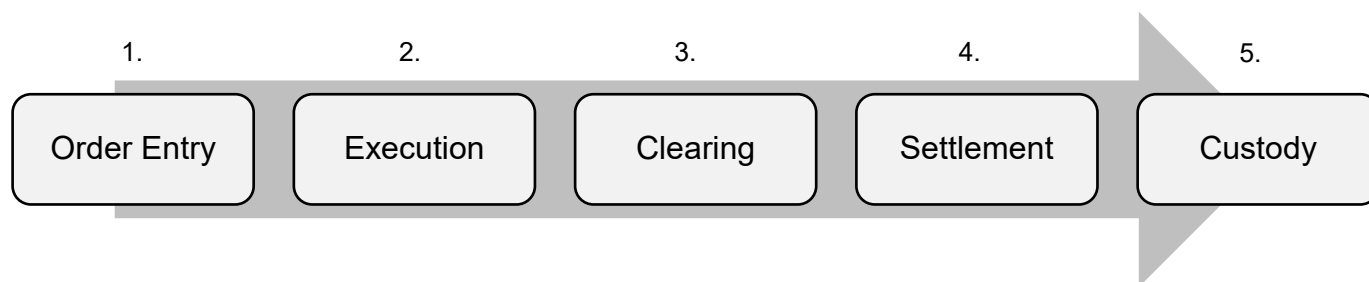 1. 2. 3. 4. 5.
Order Entry Execution Clearing Settlement Custody